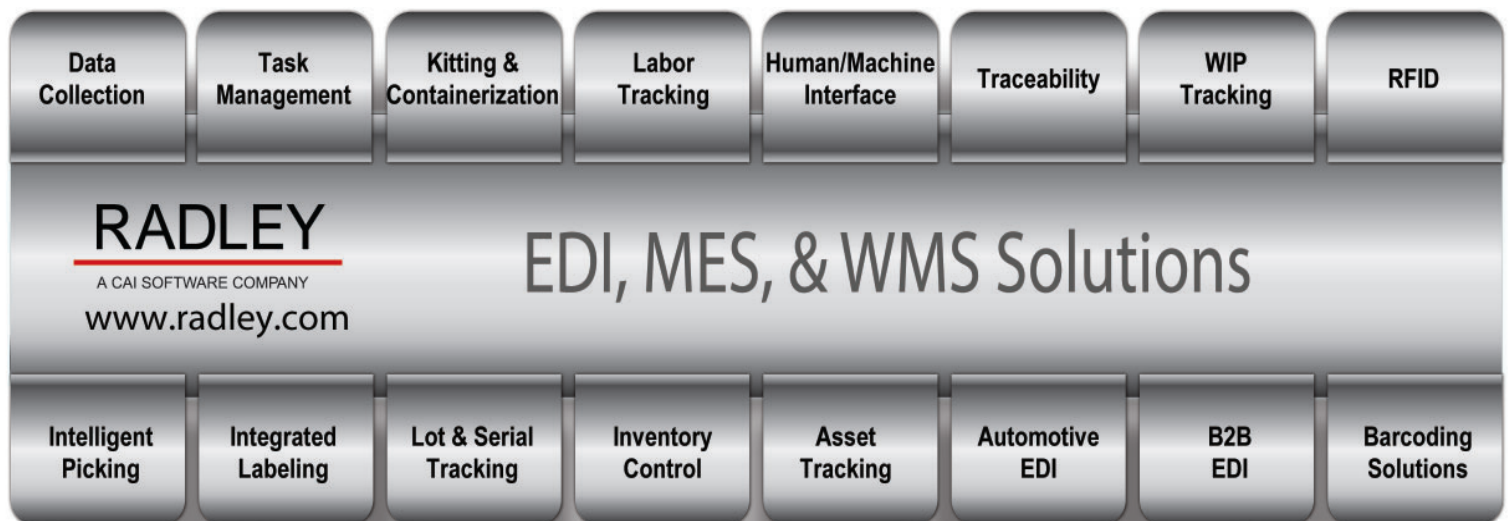 Data
Collection
Task
Management
Kitting &
Containerization
Labor
Tracking
Human/Machine
Interface
Traceability
WIP
Tracking
RFID
RADLEY
A CAI SOFTWARE COMPANY
www.radley.com
EDI, MES, & WMS Solutions
Intelligent
Picking
Integrated
Labeling
Lot & Serial
Tracking
Inventory
Control
Asset
Tracking
Automotive
EDI
B2B
EDI
Barcoding
Solutions